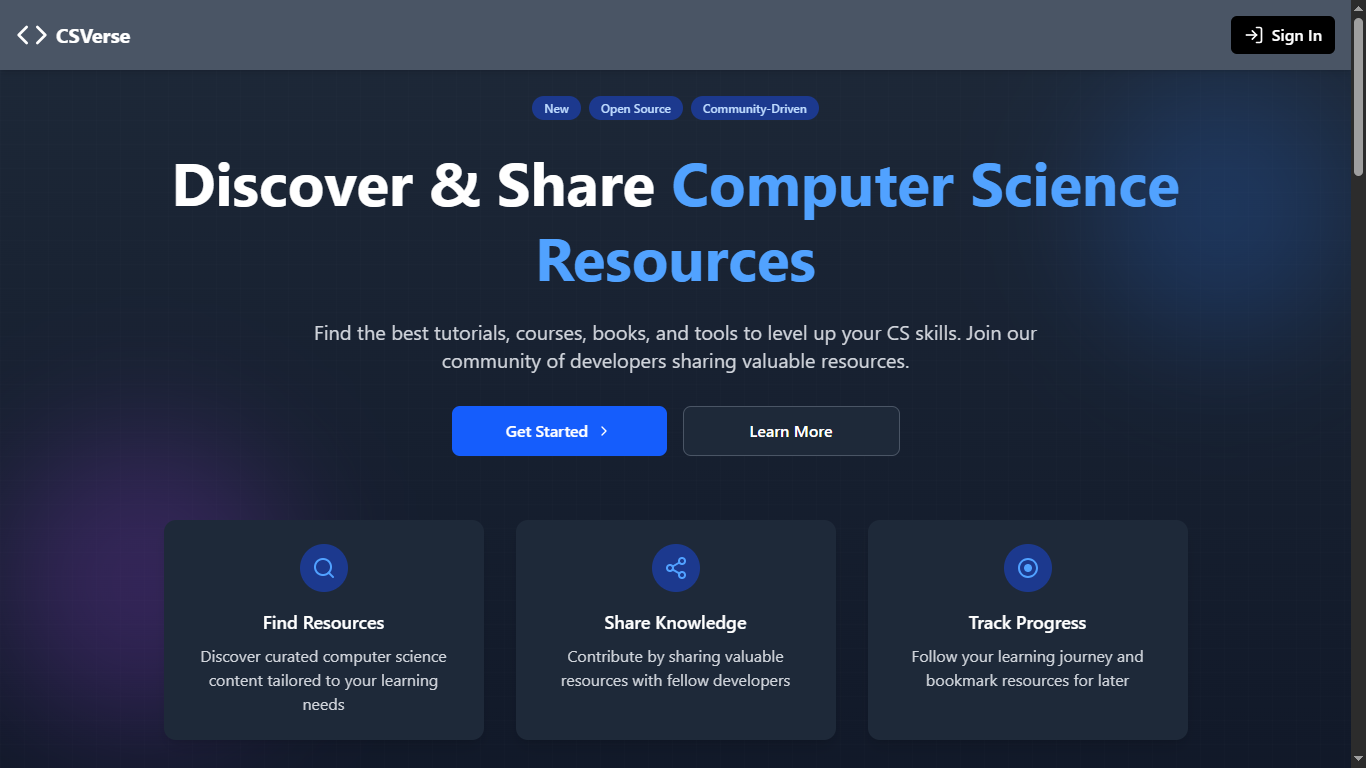 CSVerse
Sign In
New
Open Source
Community-Driven
Discover & Share Computer Science
Resources
Find the best tutorials, courses, books, and tools to level up your CS skills. Join our
community of developers sharing valuable resources.
Get Started
Learn More
Find Resources
Discover curated computer science
content tailored to your learning
needs
Share Knowledge
Contribute by sharing valuable
resources with fellow developers
Track Progress
Follow your learning journey and
bookmark resources for later